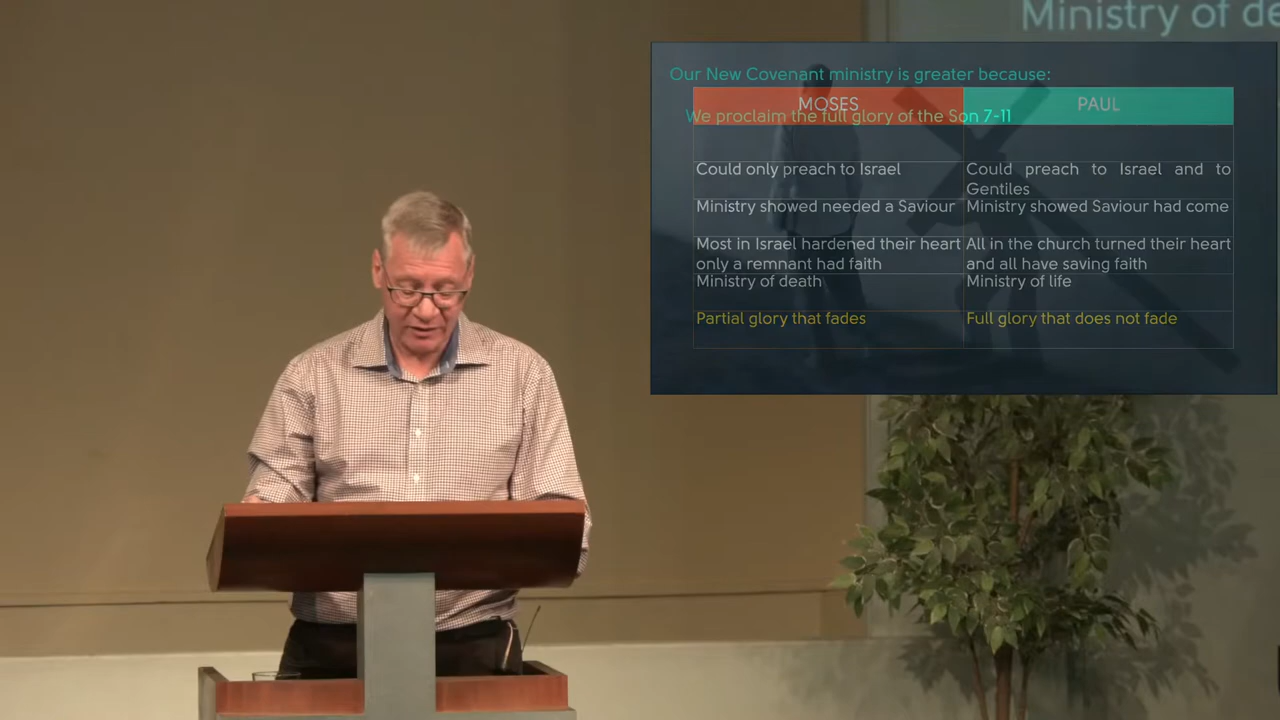 Ministry of de
Our New Covenant ministry is greater because:
MOSES
PAUL
We proclaim the full glory of the Son 7-11
Could only preach to Israel
Could preach to Israel and to
Gentiles
Ministry showed needed a Saviour
Ministry showed Saviour had come
Most in Israel hardened their heart
only a remnant had faith
All in the church turned their heart
and all have saving faith
Ministry of death
Ministry of life
Partial glory that fades
Full glory that does not fade